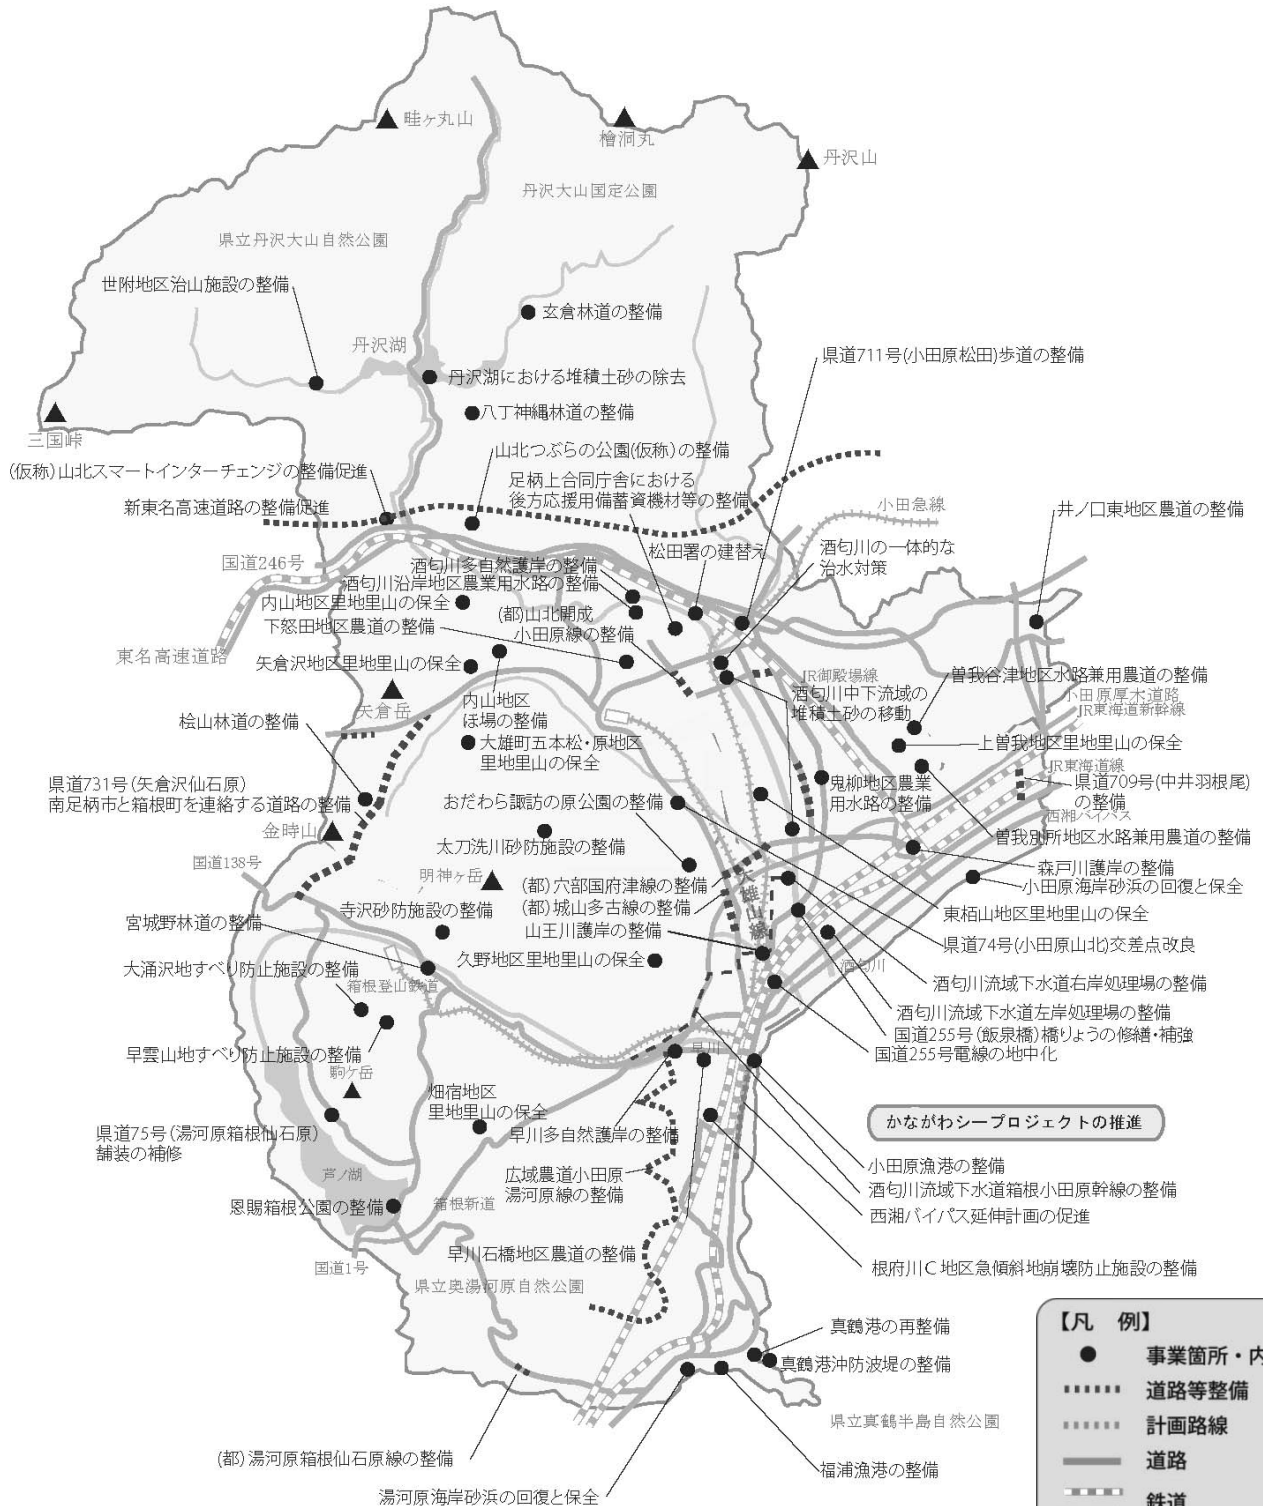 畦ヶ丸山
檜洞丸
丹沢山
丹沢大山国定公園
県立丹沢大山自然公園
世附地区治山施設の整備
玄倉林道の整備
丹沢湖
県道711号(小田原松田)歩道の整備
丹沢湖における堆積土砂の除去
八丁神縄林道の整備
三国峠
山北つぶらの公園(仮称)の整備
(仮称)山北スマートインターチェンジの整備促進
足柄上合同庁舎における
後方応援用備蓄資機材等の整備
新東名高速道路の整備促進
小田急線
井ノ口東地区農道の整備
松田署の建替え
酒匂川の一体的な
治水対策
国道246号
酒匂川多自然護岸の整備
酒匂川沿岸地区農業用水路の整備
内山地区里地里山の保全
(都)山北開成
小田原線の整備
下怒田地区農道の整備
東名高速道路
矢倉沢地区里地里山の保全
JR御殿場線
曽我谷津地区水路兼用農道の整備
小田原厚木道路
JR東海道新幹線
酒匂川中下流域の
堆積土砂の移動
矢倉岳
内山地区
ほ場の整備
桧山林道の整備
大雄町五本松・原地区
里地里山の保全
上曽我地区里地里山の保全
JR東海道線
県道731号(矢倉沢仙石原)
南足柄市と箱根町を連絡する道路の整備
鬼柳地区農業
用水路の整備
県道709号(中井羽根尾)
の整備
おだわら諏訪の原公園の整備
西湘バイパス
金時山
太刀洗川砂防施設の整備
曽我別所地区水路兼用農道の整備
国道138号
明神ヶ岳
森戸川護岸の整備
(都)穴部国府津線の整備
小田原海岸砂浜の回復と保全
大雄山線
寺沢砂防施設の整備
(都)城山多古線の整備
東栢山地区里地里山の保全
宮城野林道の整備
山王川護岸の整備
県道74号(小田原山北)交差点改良
大涌沢地すべり防止施設の整備
久野地区里地里山の保全
酒匂川
箱根登山鉄道
酒匂川流域下水道右岸処理場の整備
酒匂川流域下水道左岸処理場の整備
国道255号(飯泉橋)橋りょうの修繕・補強
早雲山地すべり防止施設の整備
早川
国道255号電線の地中化
駒ヶ岳
畑宿地区
里地里山の保全
かながわシープロジェクトの推進
県道75号(湯河原箱根仙石原)
舗装の補修
早川多自然護岸の整備
小田原漁港の整備
芦ノ湖
広域農道小田原
湯河原線の整備
酒匂川流域下水道箱根小田原幹線の整備
恩賜箱根公園の整備
箱根新道
西湘バイパス延伸計画の促進
早川石橋地区農道の整備
国道1号
根府川C地区急傾斜地崩壊防止施設の整備
県立奥湯河原自然公園
真鶴港の再整備
真鶴港沖防波堤の整備
県立真鶴半島自然公園
(都)湯河原箱根仙石原線の整備
福浦漁港の整備
湯河原海岸砂浜の回復と保全
【凡 例】
事業箇所・内
道路等整備
計画路線
道路
鉄道